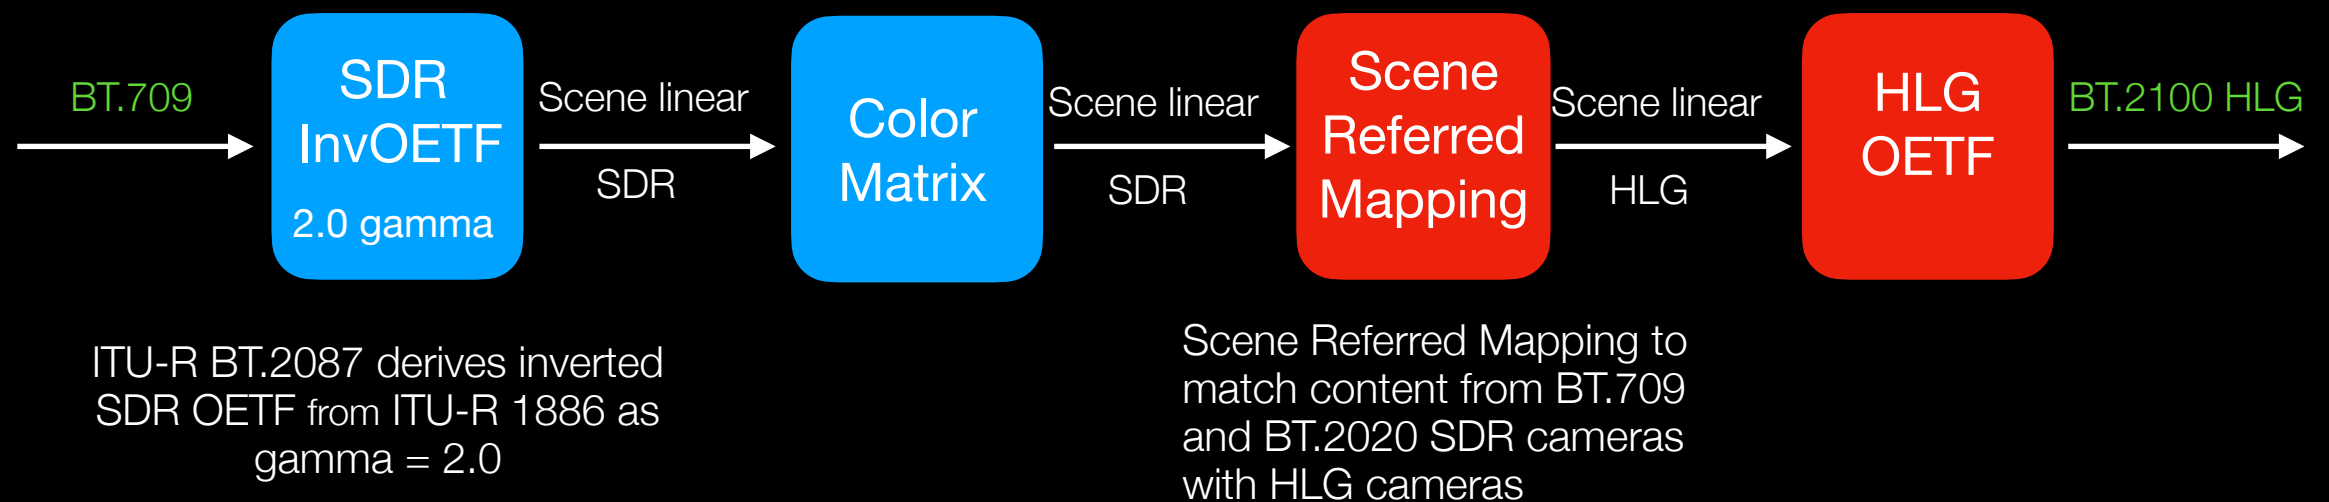 BT.709
SDR
InvOETF
2.0 gamma
Scene linear
SDR
Color
Matrix
Scene linear
SDR
Scene
Referred
Mapping
Scene linear
HLG
HLG
OETF
BT.2100 HLG
ITU-R BT.2087 derives inverted
SDR OETF from ITU-R 1886 as
gamma = 2.0
Scene Referred Mapping to
match content from BT.709
and BT.2020 SDR cameras
with HLG cameras